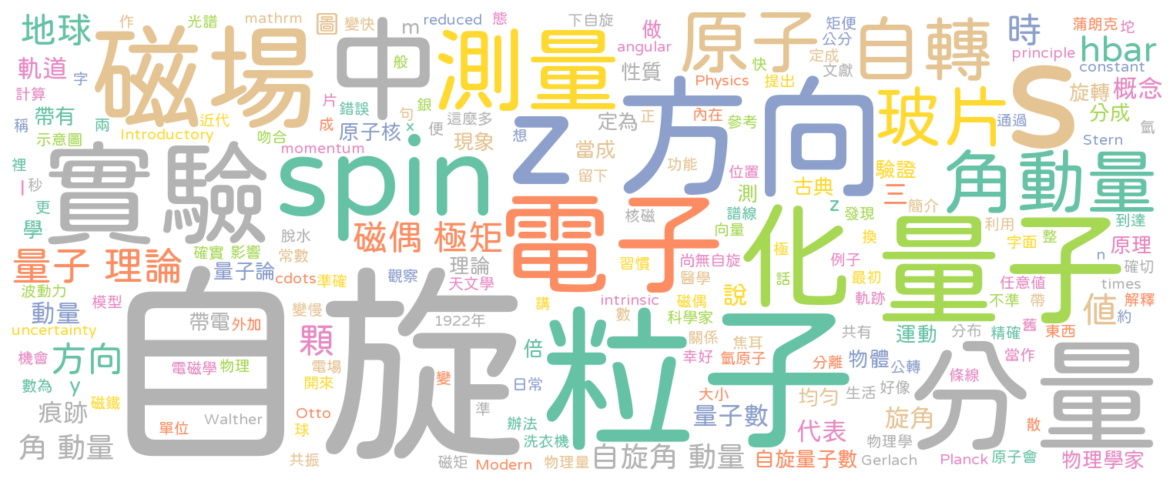 地球
作
光譜
mathrm
圖
變快
m
reduced
態
下自旋
做
angular
原子
自轉
時
矩便
公分
蒲朗克
坨
principle
hbar
軌道
字
磁場
中
測量
性質
Physics
般
快
提出
定成
文獻
constant
旋轉
概念
計算
帶有
稱
兩
Introductory
近代
片
成
錯誤
銀
句
x
這麼多
原子核
便
現象
想
定為
正
內在
參考
z
方向
玻片
通過
S
分成
氫
示意圖
吻合
momentum
當成
留下
功能
位置
驗證
Stern
裡
l
秒
更
學
實驗
spin
電子
測
古典
三
角動量
核磁
譜線
向量
z
發現
簡介
化
量子
利用
到達
字面
整
原理
n
確切
量子 理論
確實
影響
脫水
常數
量子論
cdots
準確
磁偶 極矩
觀察
理論
天文學
習慣
尚無自旋
極
換
醫學
話
例子
最初
任意值
不準
帶
times
解釋
波動力
模型
動量
uncertainty
帶電
外加
變慢
1922年
講
intrinsic
數
磁偶
科學家
說
軌跡
值
舊
約
顆
自旋
粒子
關係
共有
分布
運動
精確
東西
機會
方向
電磁學
物理
電場
開來
倍
幸好
焦耳
氫原子
分離
物體
公轉
當作
條線
數為
y
變
日常
大小
均勻
生活
好像
分量
痕跡
磁鐵
單位
Walther
Otto
球
準
辦法
洗衣機
量子數
代表
旋角
散
角 動量
共振
磁矩
Modern
物理量
自旋角 動量
自旋量子數
物理學
Gerlach
Planck
原子會
物理學家